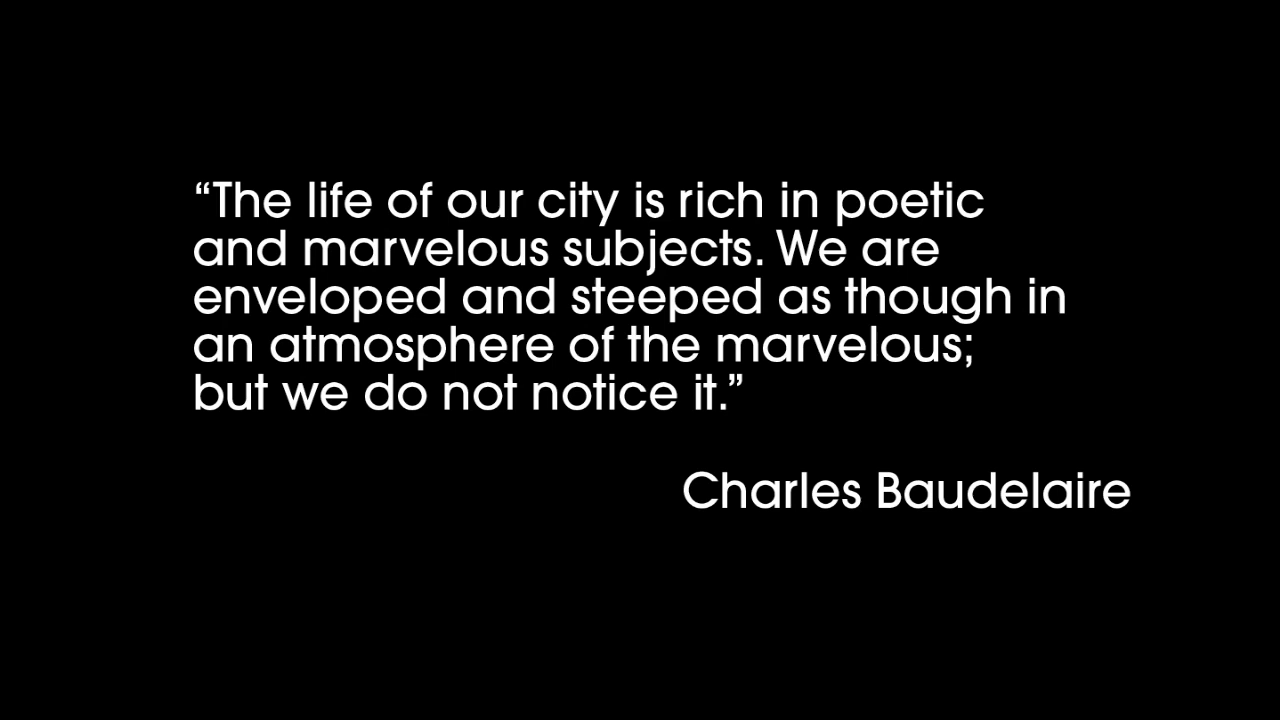 “The life of our city is rich in poetic
and marvelous subjects. We are
enveloped and steeped as though in
an atmosphere of the marvelous;
but we do not notice it.”
Charles Baudelaire